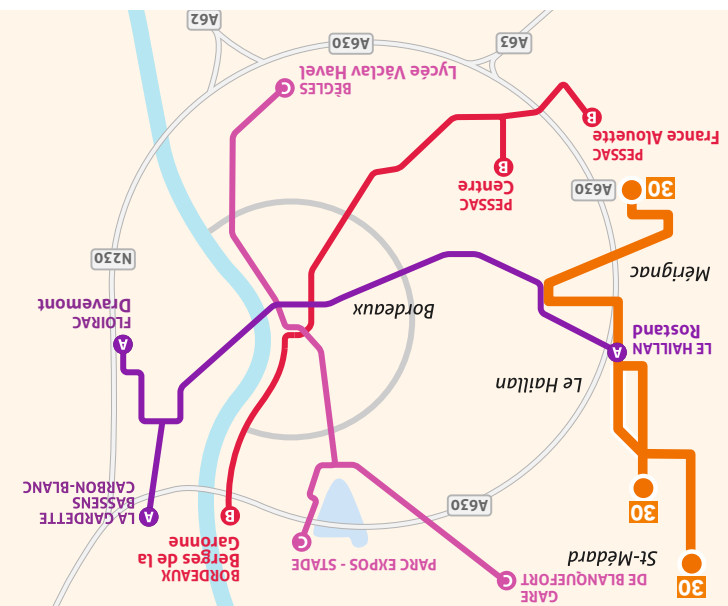 GARE
DE BLANQUEFORT
C
30
St-Médard
PARC EXPOS - STADE
C
BORDEAUX
Berges de la
Garonne
B
LA GARDETTE
BASSENS
CARBON-BLANC
A
30
A630
Le Haillan
LE HAILLAN
Rostand
A
FLOIRAC
Dravemont
A
Bordeaux
Mérignac
N230
30
A630
PESSAC
Centre
B
PESSAC
France Alouette
B
BÈGLES
Lycée Václav Havel
C
A63
A630
A62